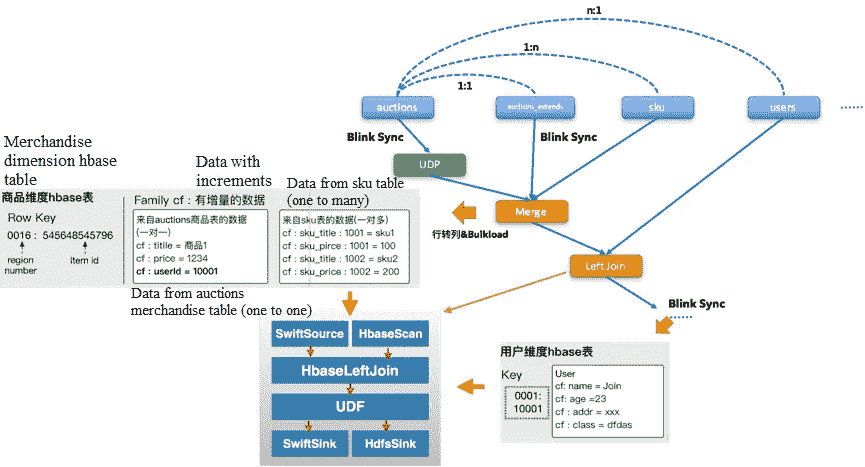 n:1
1:n
1:1
auctions
auctions_extends
sku
users
Blink Sync
Blink Sync
UDP
Merge
行转列&Bulkload
Left Join
Blink Sync
Merchandise
dimension hbase
table
Data with
increments
Data from sku table
(one to many)
商品维度hbase表
Row Key
0016 : 545648545796
region
number
Item id
Family cf : 有增量的数据
来自auctions商品表的数据
(一对一)
cf : titile = 商品1
cf : price = 1234
cf : userId = 10001
来自sku表的数据(一对多)
cf : sku_title : 1001 = sku1
cf : sku_pirce : 1001 = 100
cf : sku_title : 1002 = sku2
cf : sku_price : 1002 = 200
Data from auctions
merchandise table (one to one)
SwiftSource
HbaseScan
HbaseLeftJoin
UDF
SwiftSink
HdfsSink
用户维度hbase表
Key
0001:
10001
User
cf: name = Join
cf: age =23
cf : addr = xxx
cf : class = dfdas